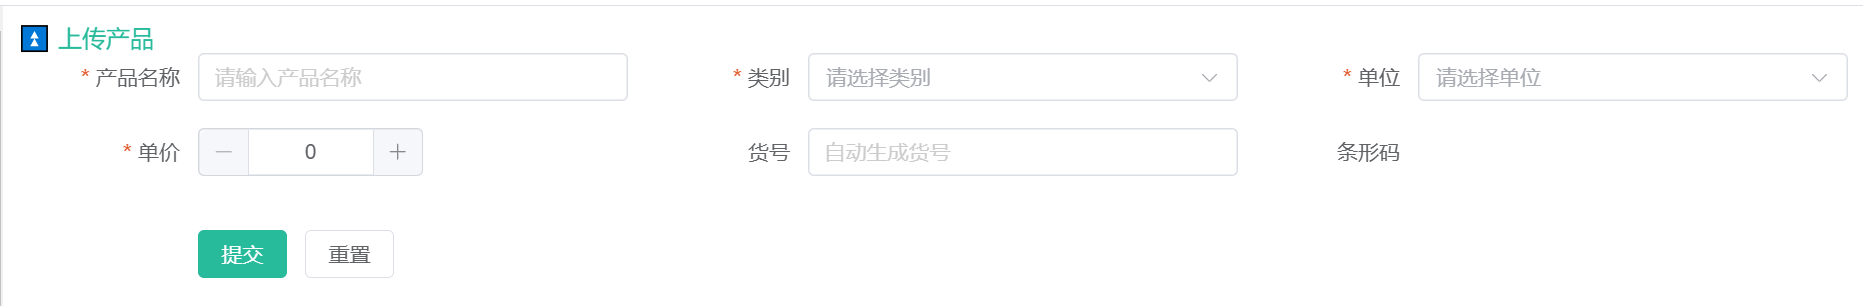 上传产品
* 产品名称 请输入产品名称 * 类别 请选择类别 * 单位 请选择单位
* 单价 0 货号 自动生成货号 条形码
提交 重置